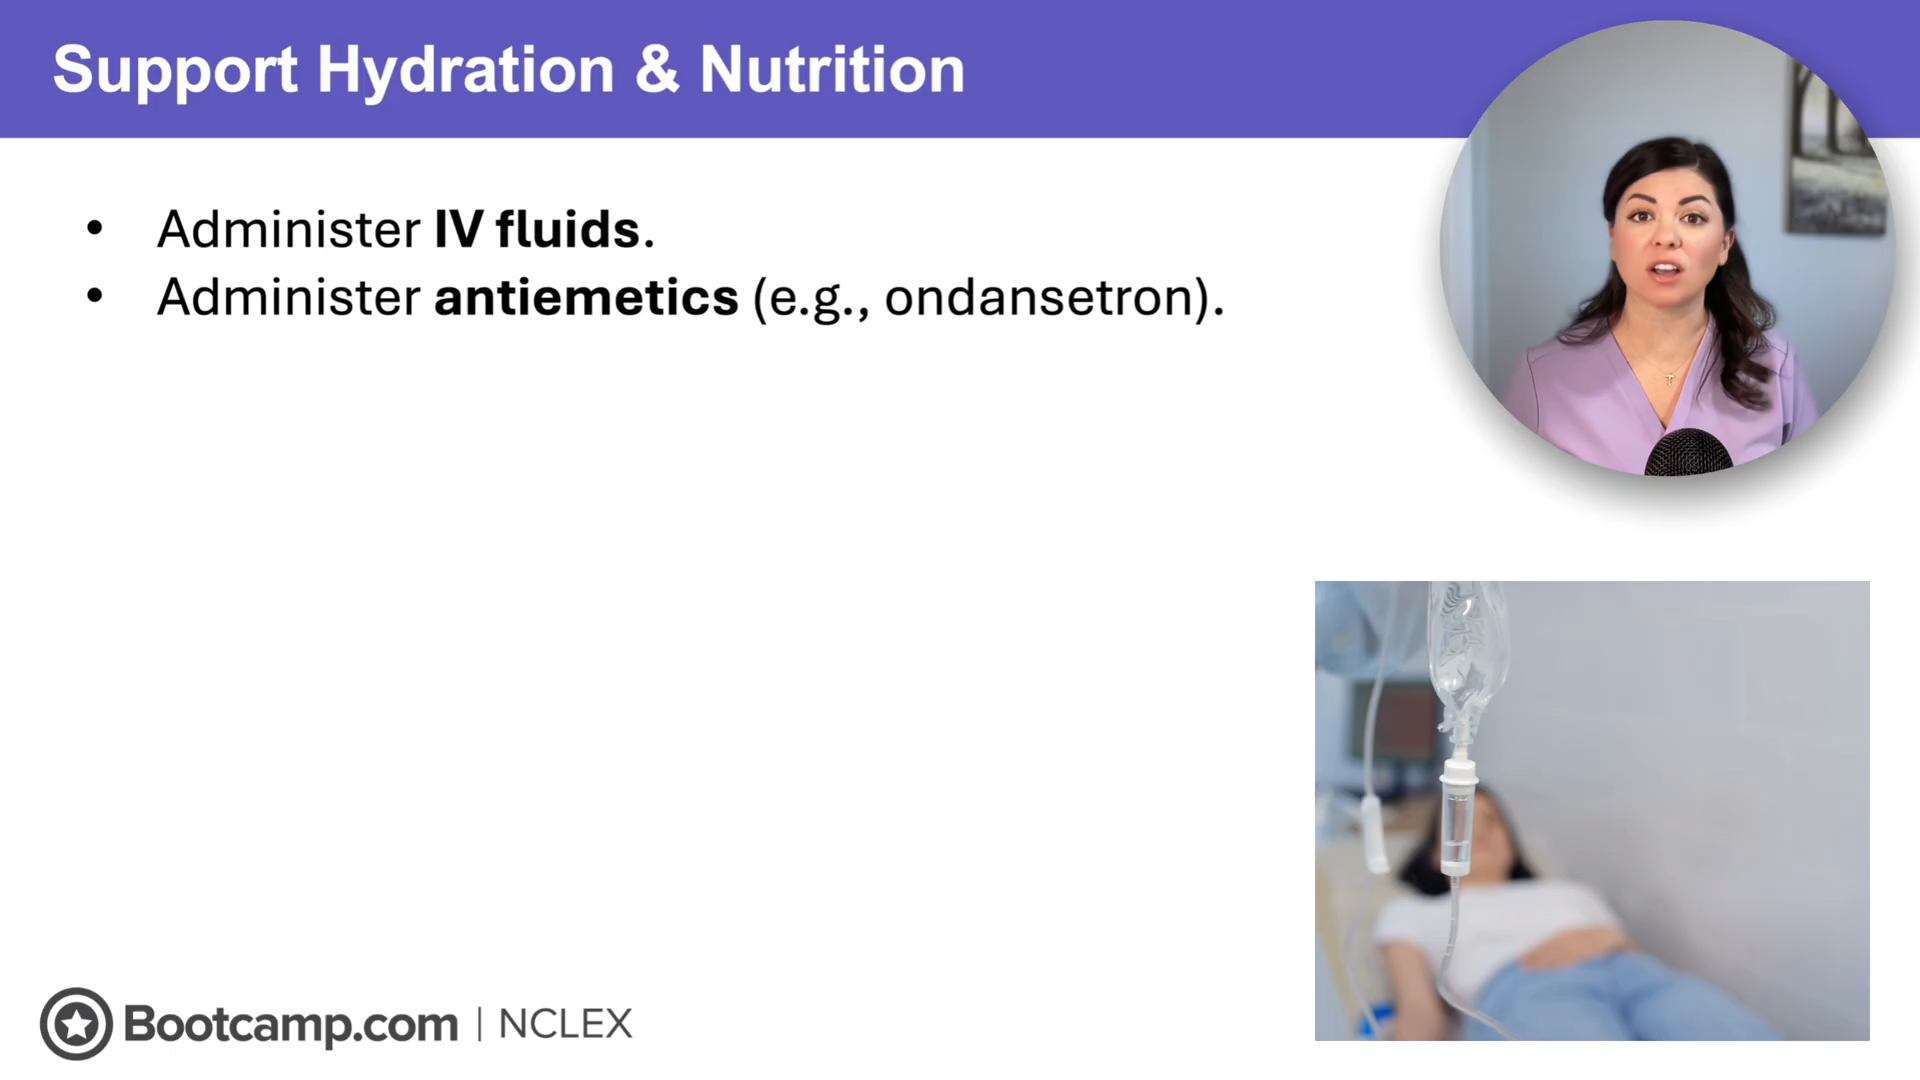 Support Hydration & Nutrition
• Administer IV fluids.
• Administer antiemetics (e.g., ondansetron).
Bootcamp.com | NCLEX